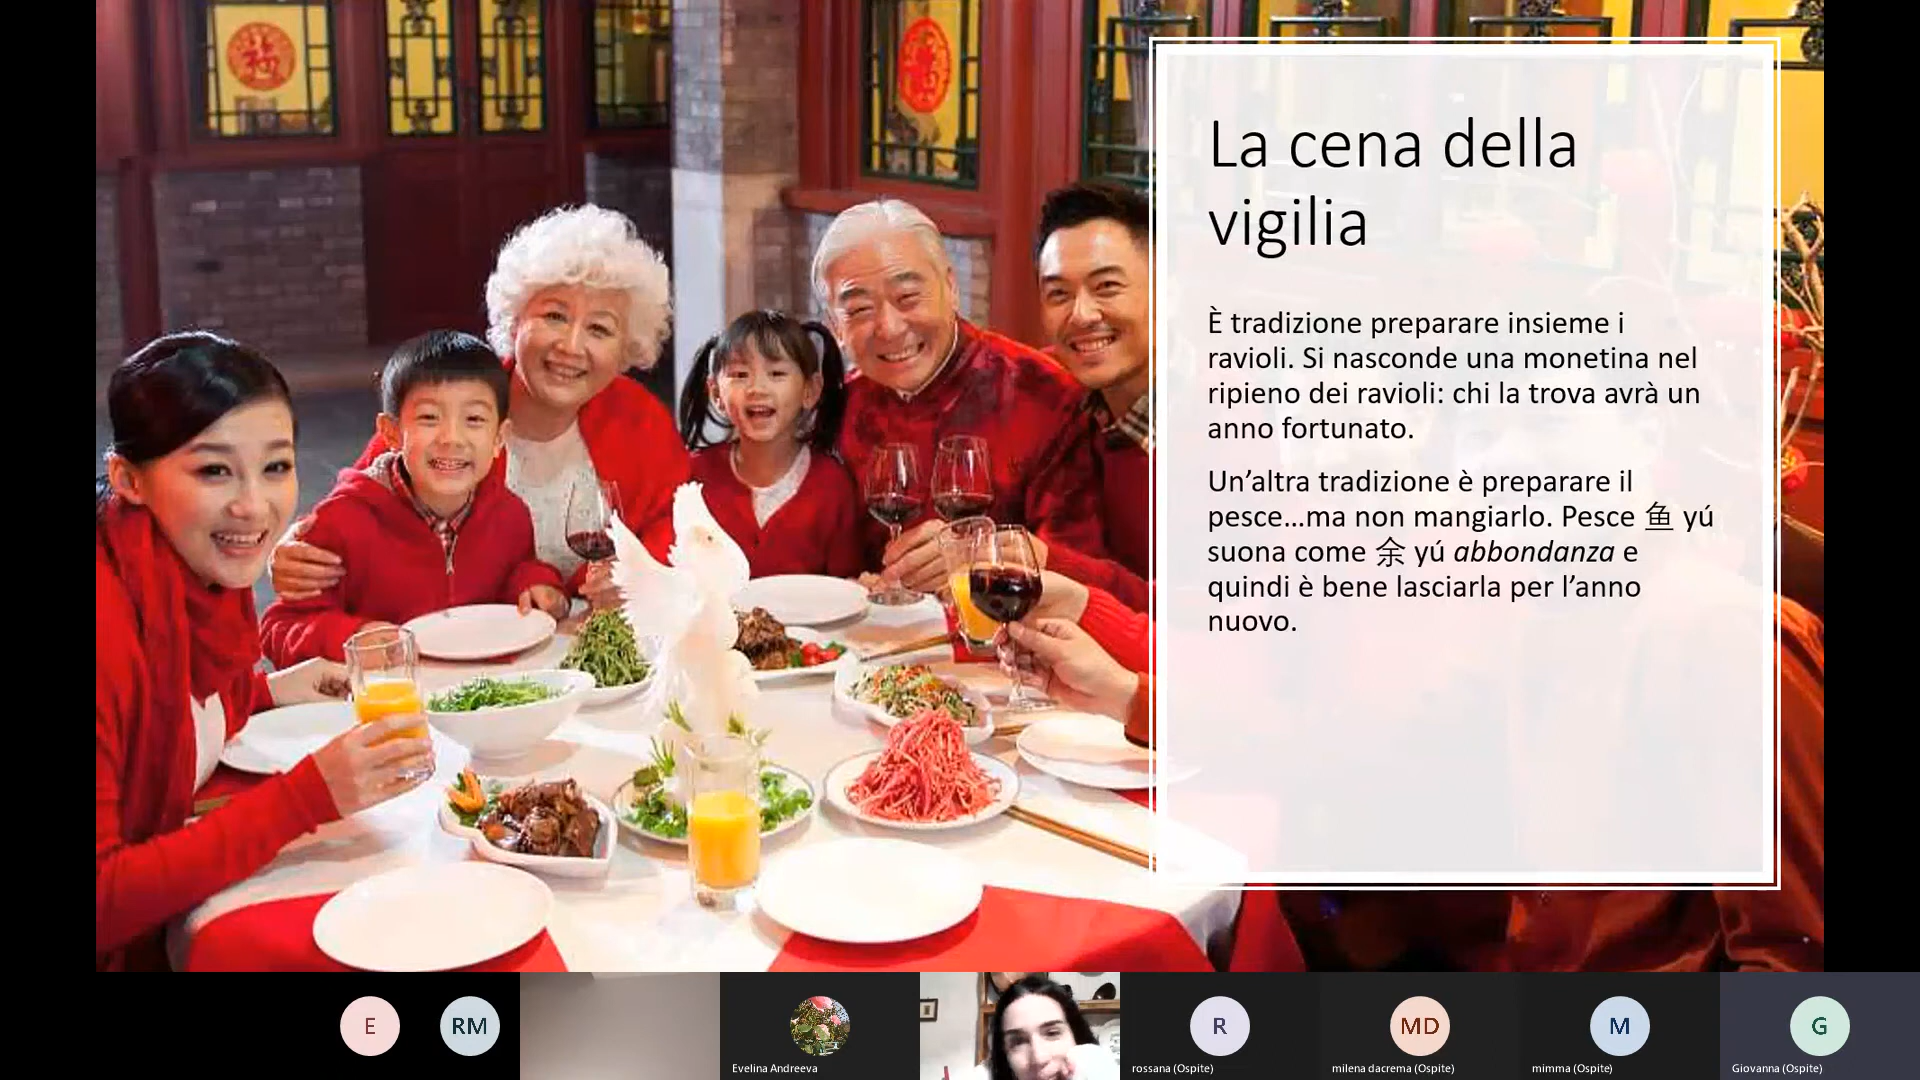 La cena della
vigilia
È tradizione preparare insieme i
ravioli. Si nasconde una monetina nel
ripieno dei ravioli: chi la trova avrà un
anno fortunato.
Un’altra tradizione è preparare il
pesce…ma non mangiarlo. Pesce 鱼 yú
suona come 余 yú abbondanza e
quindi è bene lasciarla per l’anno
nuovo.
E
RM
Evelina Andreeva
R
rossana (Ospite)
MD
milena dacrema (Ospite)
M
mimma (Ospite)
G
Giovanna (Ospite)